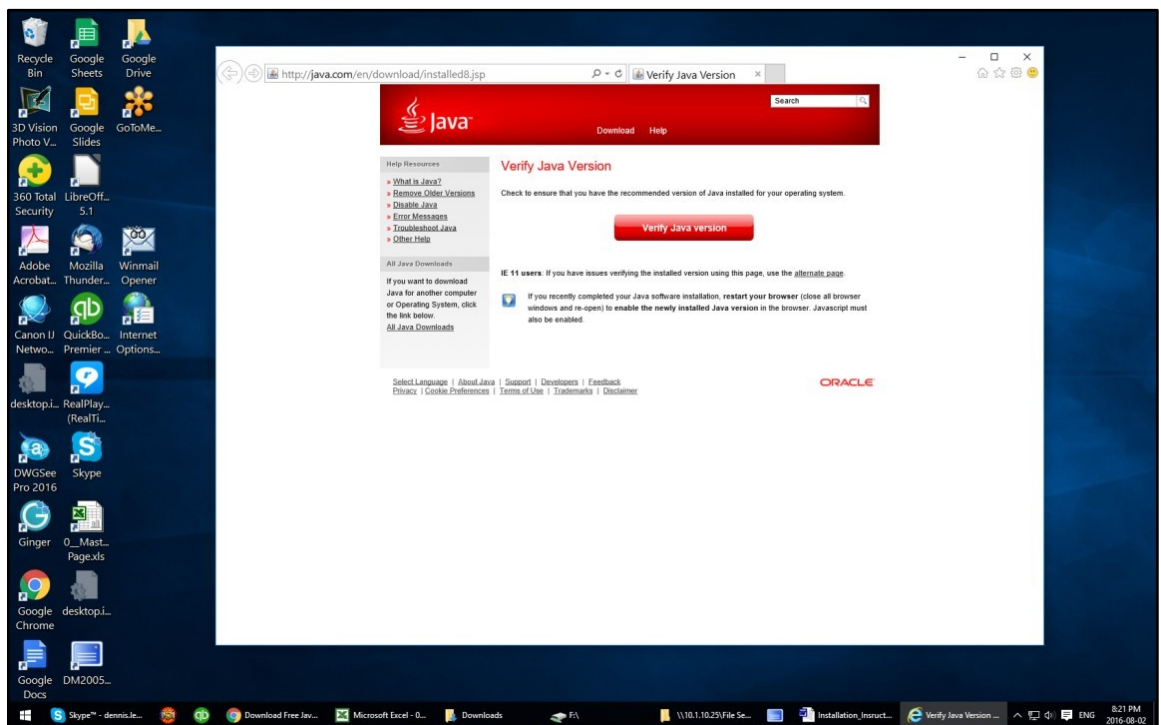 Recycle Bin
Google Sheets
Google Drive
3D Vision Photo V...
Google Slides
GoToMe...
360 Total Security
LibreOff... 5.1
Adobe Acrobat...
Mozilla Thunder...
Winmail Opener
Canon IJ Netwo...
QuickBo... Premier ...
Internet Options...
desktop.i...
RealPlay... (RealTi...
DWGSee Pro 2016
Skype
Ginger
0__Mast... Page.xls
Google Chrome
desktop.i...
Google Docs
DM2005...
http://java.com/en/download/installed8.jsp
Verify Java Version
Java
Search
Download Help
Help Resources
» What is Java?
» Remove Older Versions
» Disable Java
» Error Messages
» Troubleshoot Java
» Other Help
All Java Downloads
If you want to download
Java for another computer
or Operating System, click
the link below.
All Java Downloads
Verify Java Version
Check to ensure that you have the recommended version of Java installed for your operating system.
Verify Java version
IE 11 users: If you have issues verifying the installed version using this page, use the alternate page.
If you recently completed your Java software installation, restart your browser (close all browser
windows and re-open) to enable the newly installed Java version in the browser. Javascript must
also be enabled.
Select Language | About Java | Support | Developers | Feedback
Privacy | Cookie Preferences | Terms of Use | Trademarks | Disclaimer
ORACLE
Skype™ - dennis.le...
qb
Download Free Jav...
Microsoft Excel - 0...
Downloads
F:\
\\10.1.10.25\File Se...
Installation_Insruct...
Verify Java Version ...
ENG
8:21 PM
2016-08-02